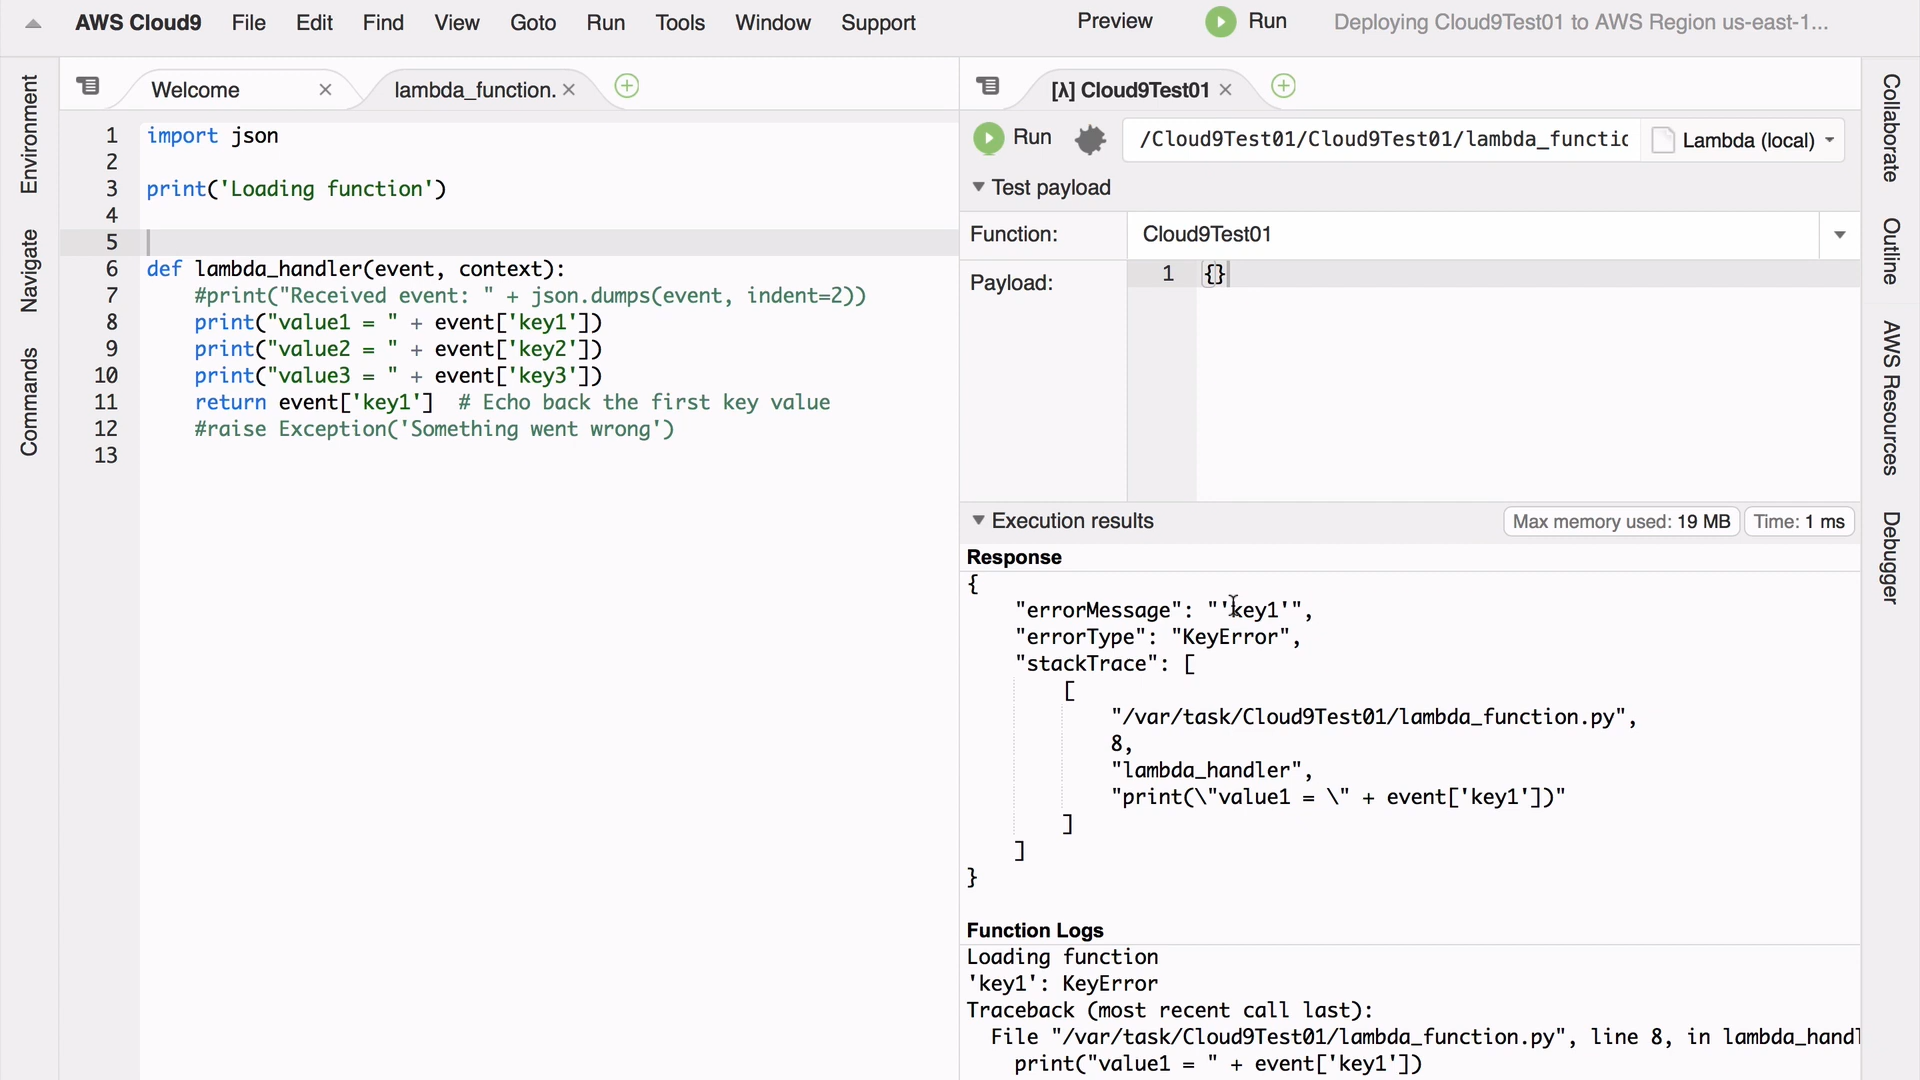 AWS Cloud9 File Edit Find View Goto Run Tools Window Support Preview Run Deploying Cloud9Test01 to AWS Region us-east-1...
Environment
Navigate
Commands
Welcome
lambda_function.
1 import json
2
3 print('Loading function')
4
5
6 def lambda_handler(event, context):
7     #print("Received event: " + json.dumps(event, indent=2))
8     print("value1 = " + event['key1'])
9     print("value2 = " + event['key2'])
10     print("value3 = " + event['key3'])
11     return event['key1']  # Echo back the first key value
12     #raise Exception('Something went wrong')
13
[λ] Cloud9Test01
Run /Cloud9Test01/Cloud9Test01/lambda_functic Lambda (local)
Test payload
Function: Cloud9Test01
Payload: 1 {}
Execution results Max memory used: 19 MB Time: 1 ms
Response
{
    "errorMessage": "'key1'",
    "errorType": "KeyError",
    "stackTrace": [
        [
            "/var/task/Cloud9Test01/lambda_function.py",
            8,
            "lambda_handler",
            "print(\"value1 = \" + event['key1'])"
        ]
    ]
}
Function Logs
Loading function
'key1': KeyError
Traceback (most recent call last):
  File "/var/task/Cloud9Test01/lambda_function.py", line 8, in lambda_handl
    print("value1 = " + event['key1'])
Collaborate
Outline
AWS Resources
Debugger